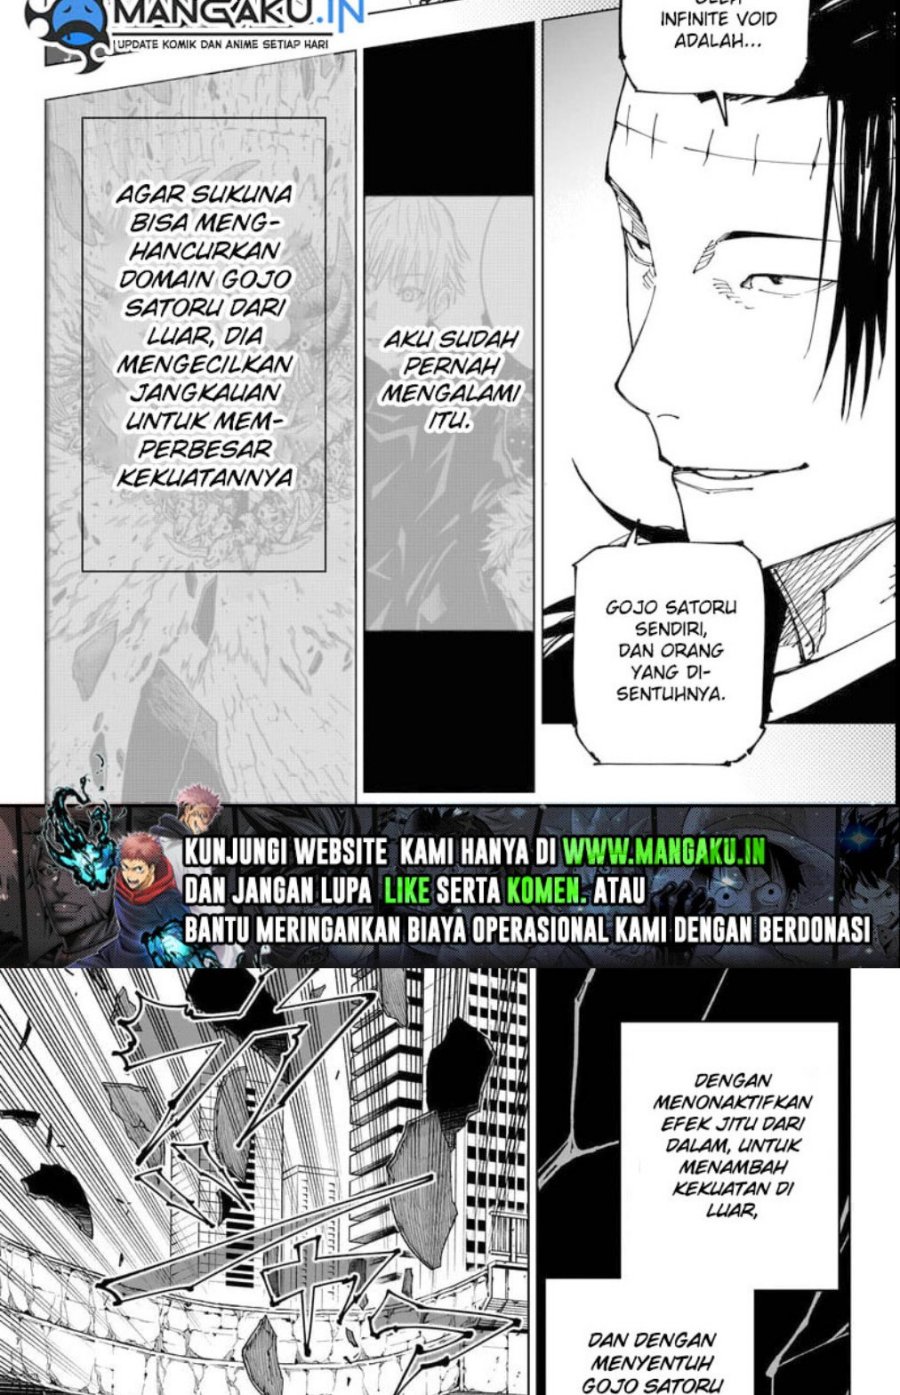 MANGAKU.IN
UPDATE KOMIK DAN ANIME SETIAP HARI
INFINITE VOID
ADALAH...
GOJO SATORU
SENDIRI,
DAN ORANG
YANG DI-
SENTUHNYA.
AKU SUDAH
PERNAH
MENGALAMI
ITU.
AGAR SUKUNA
BISA MENG-
HANCURKAN
DOMAIN GOJO
SATORU DARI
LUAR, DIA
MENGECILKAN
JANGKAUAN
UNTUK MEM-
PERBESAR
KEKUATANNYA
KUNJUNGI WEBSITE KAMI HANYA DI WWW.MANGAKU.IN
DAN JANGAN LUPA LIKE SERTA KOMEN. ATAU
BANTU MERINGANKAN BIAYA OPERASIONAL KAMI DENGAN BERDONASI
DENGAN
MENONAKTIFKAN
EFEK JITU DARI
DALAM, UNTUK
MENAMBAH
KEKUATAN DI
LUAR,
DAN DENGAN
MENYENTUH
GOJO SATORU